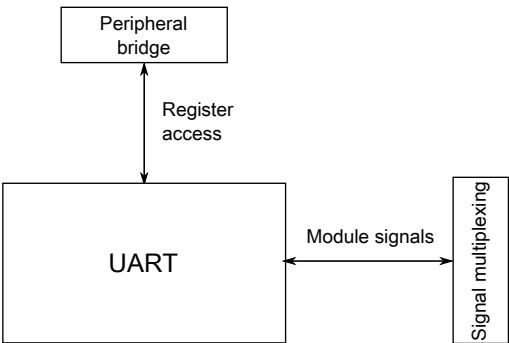 Peripheral
bridge
Register
access
UART
Module signals
Signal multiplexing